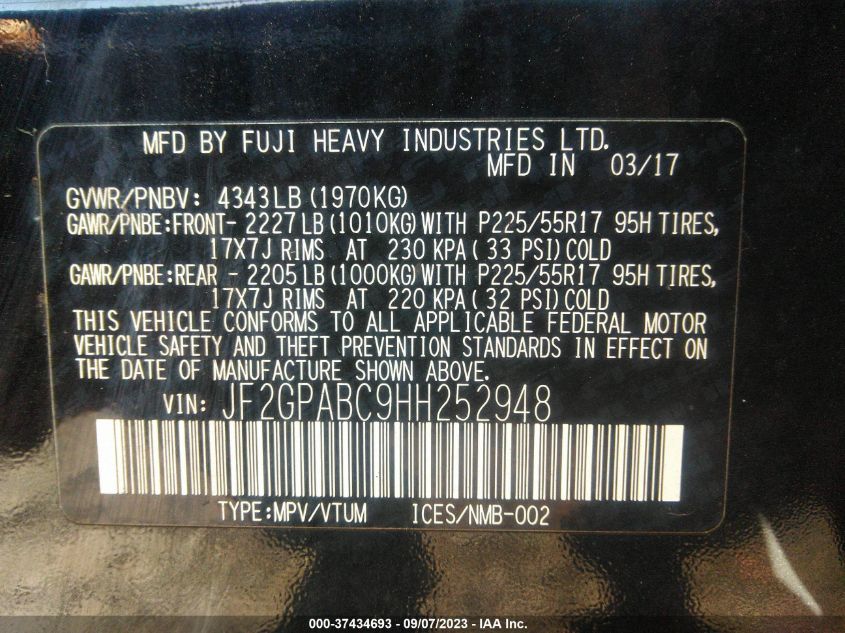 MFD BY FUJI HEAVY INDUSTRIES LTD.
MFD IN 03/17
GVWR/PNBV: 4343LB (1970KG)
GAWR/PNBE:FRONT- 2227LB (1010KG) WITH P225/55R17 95H TIRES,
17X7J RIMS AT 230 KPA ( 33 PSI) COLD
GAWR/PNBE:REAR - 2205LB (1000KG) WITH P225/55R17 95H TIRES,
17X7J RIMS AT 220 KPA ( 32 PSI) COLD
THIS VEHICLE CONFORMS TO ALL APPLICABLE FEDERAL MOTOR
VEHICLE SAFETY AND THEFT PREVENTION STANDARDS IN EFFECT ON
THE DATE OF MANUFACTURE SHOWN ABOVE.
VIN: JF2GPABC9HH252948
TYPE:MPV/VTUM ICES/NMB-002
000-37434693 - 09/07/2023 - IAA Inc.